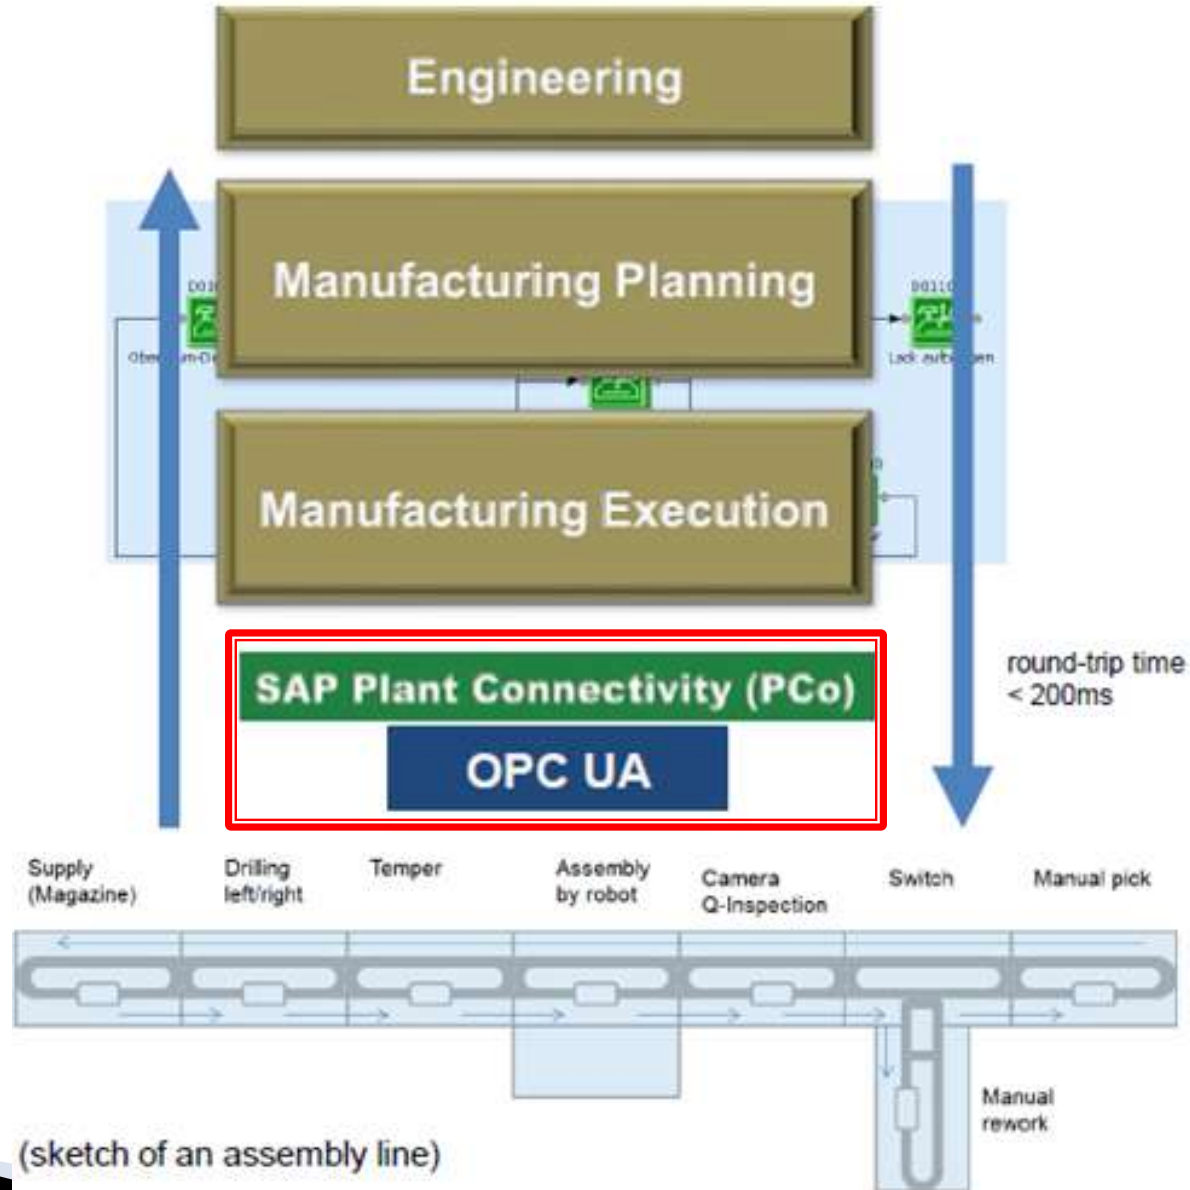 Engineering
Manufacturing Planning
Lack
Manufacturing Execution
SAP Plant Connectivity (PCo)
OPC UA
round-trip time
< 200ms
Supply
(Magazine)
Drilling
left/right
Temper
Assembly
by robot
Camera
Q-Inspection
Switch
Manual pick
Manual
rework
(sketch of an assembly line)